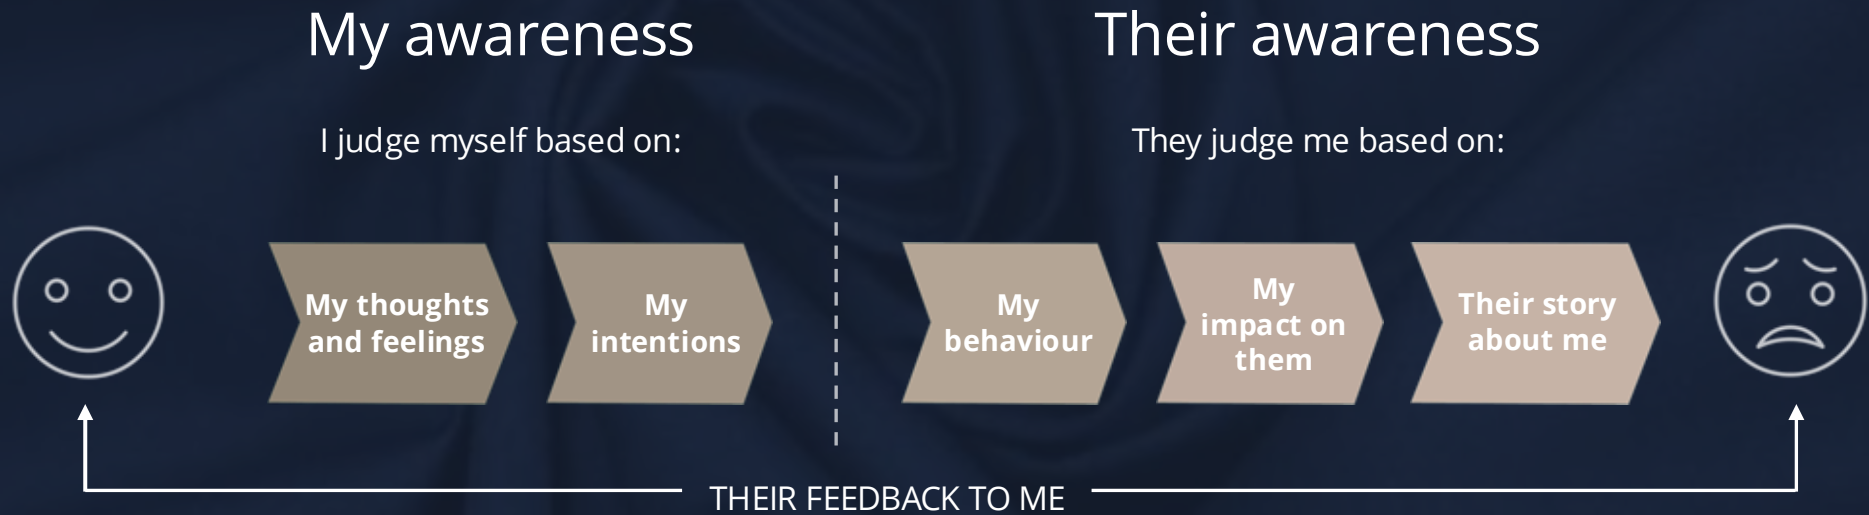 My awareness
I judge myself based on:
My thoughts
and feelings
My
intentions
Their awareness
They judge me based on:
My
behaviour
My
impact on
them
Their story
about me
THEIR FEEDBACK TO ME